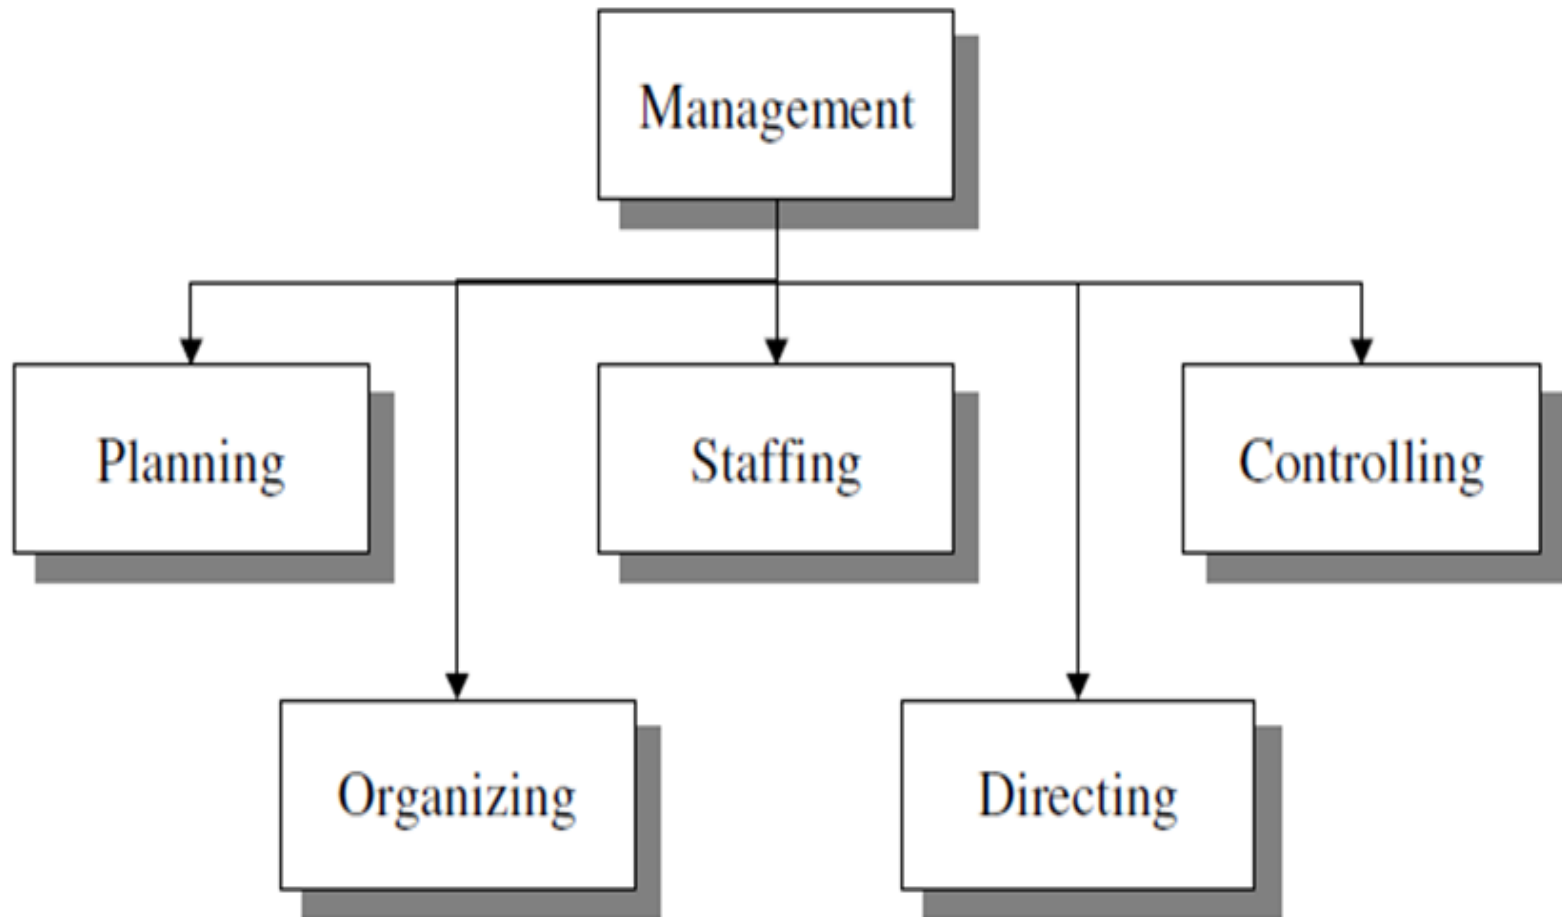 Management
Planning
Staffing
Controlling
Organizing
Directing